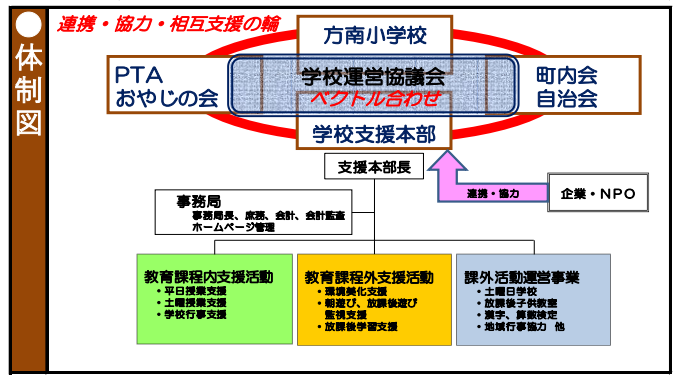 ●体制図
連携・協力・相互支援の輪
方南小学校
PTA
おやじの会
学校運営協議会
ベクトル合わせ
町内会
自治会
学校支援本部
支援本部長
連携・協力
企業・NPO
事務局
事務局長、庶務、会計、会計監査
ホームページ管理
教育課程内支援活動
・平日授業支援
・土曜授業支援
・学校行事支援
教育課程外支援活動
・環境美化支援
・朝遊び、放課後遊び
監視支援
・放課後学習支援
課外活動運営事業
・土曜日学校
・放課後子供教室
・漢字、算数検定
・地域行事協力 他